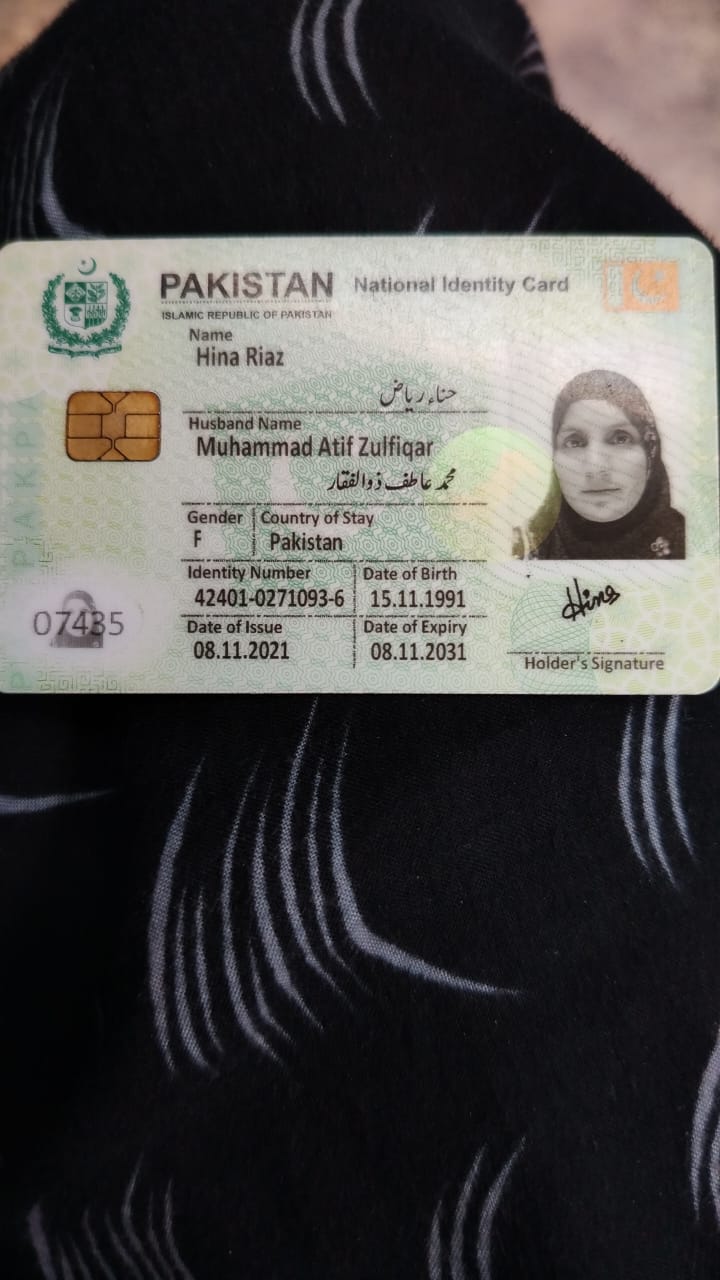 PAKISTAN National Identity Card
ISLAMIC REPUBLIC OF PAKISTAN
Name
Hina Riaz
حناء ریاض
Husband Name
Muhammad Atif Zulfiqar
محمد عاطف ذوالفقار
Gender Country of Stay
F Pakistan
Identity Number Date of Birth
42401-0271093-6 15.11.1991
Date of Issue Date of Expiry
08.11.2021 08.11.2031
07435
Hina
Holder's Signature